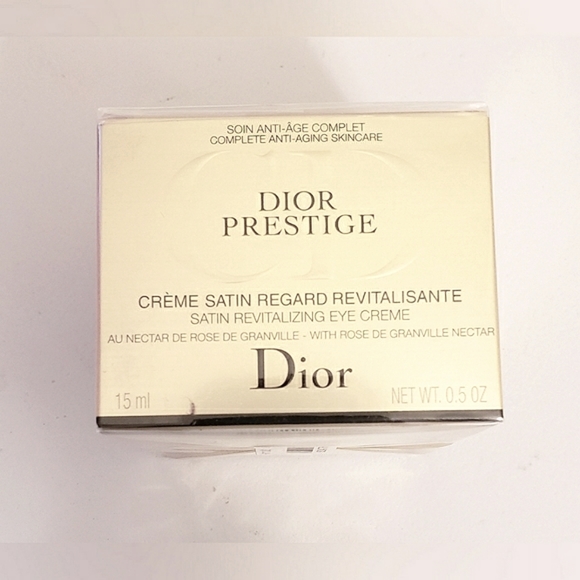 SOIN ANTI-ÂGE COMPLET
COMPLETE ANTI-AGING SKINCARE
CD
DIOR
PRESTIGE
CRÈME SATIN REGARD REVITALISANTE
SATIN REVITALIZING EYE CREME
AU NECTAR DE ROSE DE GRANVILLE - WITH ROSE DE GRANVILLE NECTAR
Dior
15 ml NET WT. 0.5 OZ